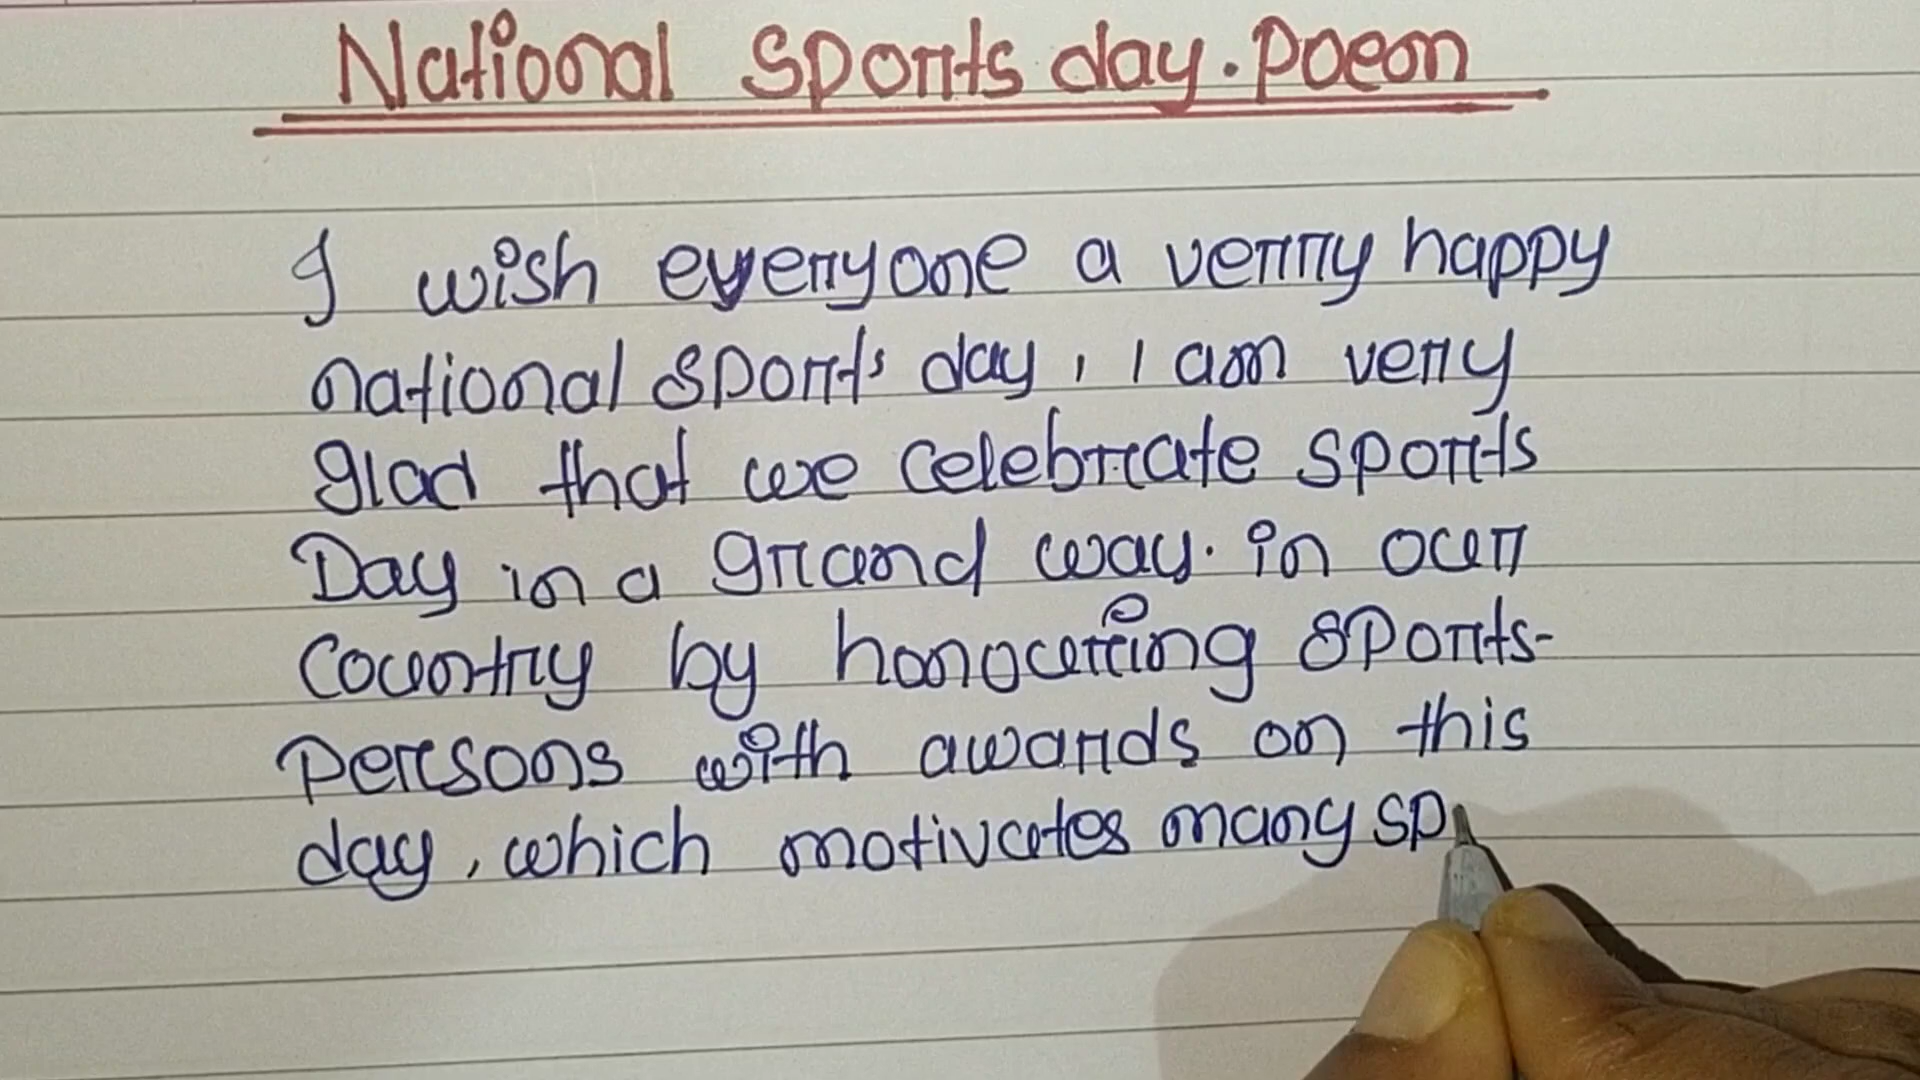 National Sports day. Poem
I wish everyone a verry happy
national sports day, I am very
glad that we celebrate sports
Day in a grand way. in our
Country by honouring sports-
Persons with awards on this
day, which motivates many sp